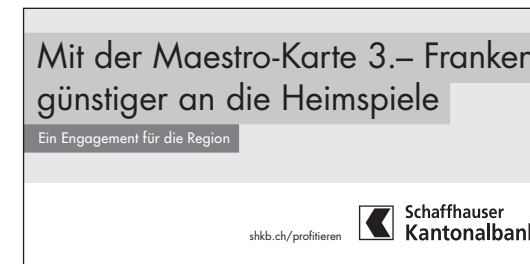 Mit der Maestro-Karte 3.– Franken
günstiger an die Heimspiele
Ein Engagement für die Region
shkb.ch/profitieren
Schaffhauser
Kantonalbank